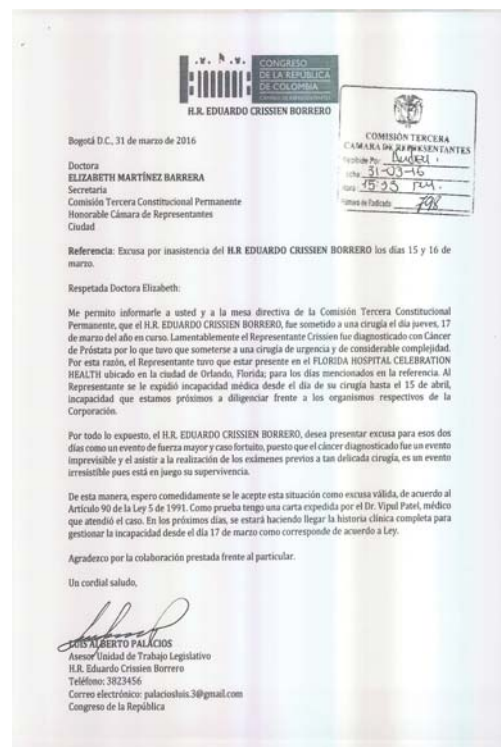 CONGRESO
DE LA REPÚBLICA
DE COLOMBIA
H.R. EDUARDO CRISSIEN BORRERO
COMISIÓN TERCERA
CAMARA DE REPRESENTANTES
Recibido Por:
Fecha 31-03-16
Hora 15:23 PM.
Número de Radicado 798
Bogotá D.C., 31 de marzo de 2016
Doctora
ELIZABETH MARTÍNEZ BARRERA
Secretaria
Comisión Tercera Constitucional Permanente
Honorable Cámara de Representantes
Ciudad
Referencia: Excusa por inasistencia del H.R EDUARDO CRISSIEN BORRERO los días 15 y 16 de
marzo.
Respetada Doctora Elizabeth:
Me permito informarle a usted y a la mesa directiva de la Comisión Tercera Constitucional
Permanente, que el H.R. EDUARDO CRISSIEN BORRERO, fue sometido a una cirugía el día jueves, 17
de marzo del año en curso. Lamentablemente el Representante Crissien fue diagnosticado con Cáncer
de Próstata por lo que tuvo que someterse a una cirugía de urgencia y de considerable complejidad.
Por esta razón, el Representante tuvo que estar presente en el FLORIDA HOSPITAL CELEBRATION
HEALTH ubicado en la ciudad de Orlando, Florida; para los días mencionados en la referencia. Al
Representante se le expidió incapacidad médica desde el día de su cirugía hasta el 15 de abril,
incapacidad que estamos próximos a diligenciar frente a los organismos respectivos de la
Corporación.
Por todo lo expuesto, el H.R. EDUARDO CRISSIEN BORRERO, desea presentar excusa para esos dos
días como un evento de fuerza mayor y caso fortuito, puesto que el cáncer diagnosticado fue un evento
imprevisible y el asistir a la realización de los exámenes previos a tan delicada cirugía, es un evento
irresistible pues está en juego su supervivencia.
De esta manera, espero comedidamente se le acepte esta situación como excusa válida, de acuerdo al
Artículo 90 de la Ley 5 de 1991. Como prueba tengo una carta expedida por el Dr. Vipul Patel, médico
que atendió el caso. En los próximos días, se estará haciendo llegar la historia clínica completa para
gestionar la incapacidad desde el día 17 de marzo como corresponde de acuerdo a Ley.
Agradezco por la colaboración prestada frente al particular.
Un cordial saludo,
LUIS ALBERTO PALACIOS
Asesor Unidad de Trabajo Legislativo
H.R. Eduardo Crissien Borrero
Teléfono: 3823456
Correo electrónico: palaciosluis.3@gmail.com
Congreso de la República